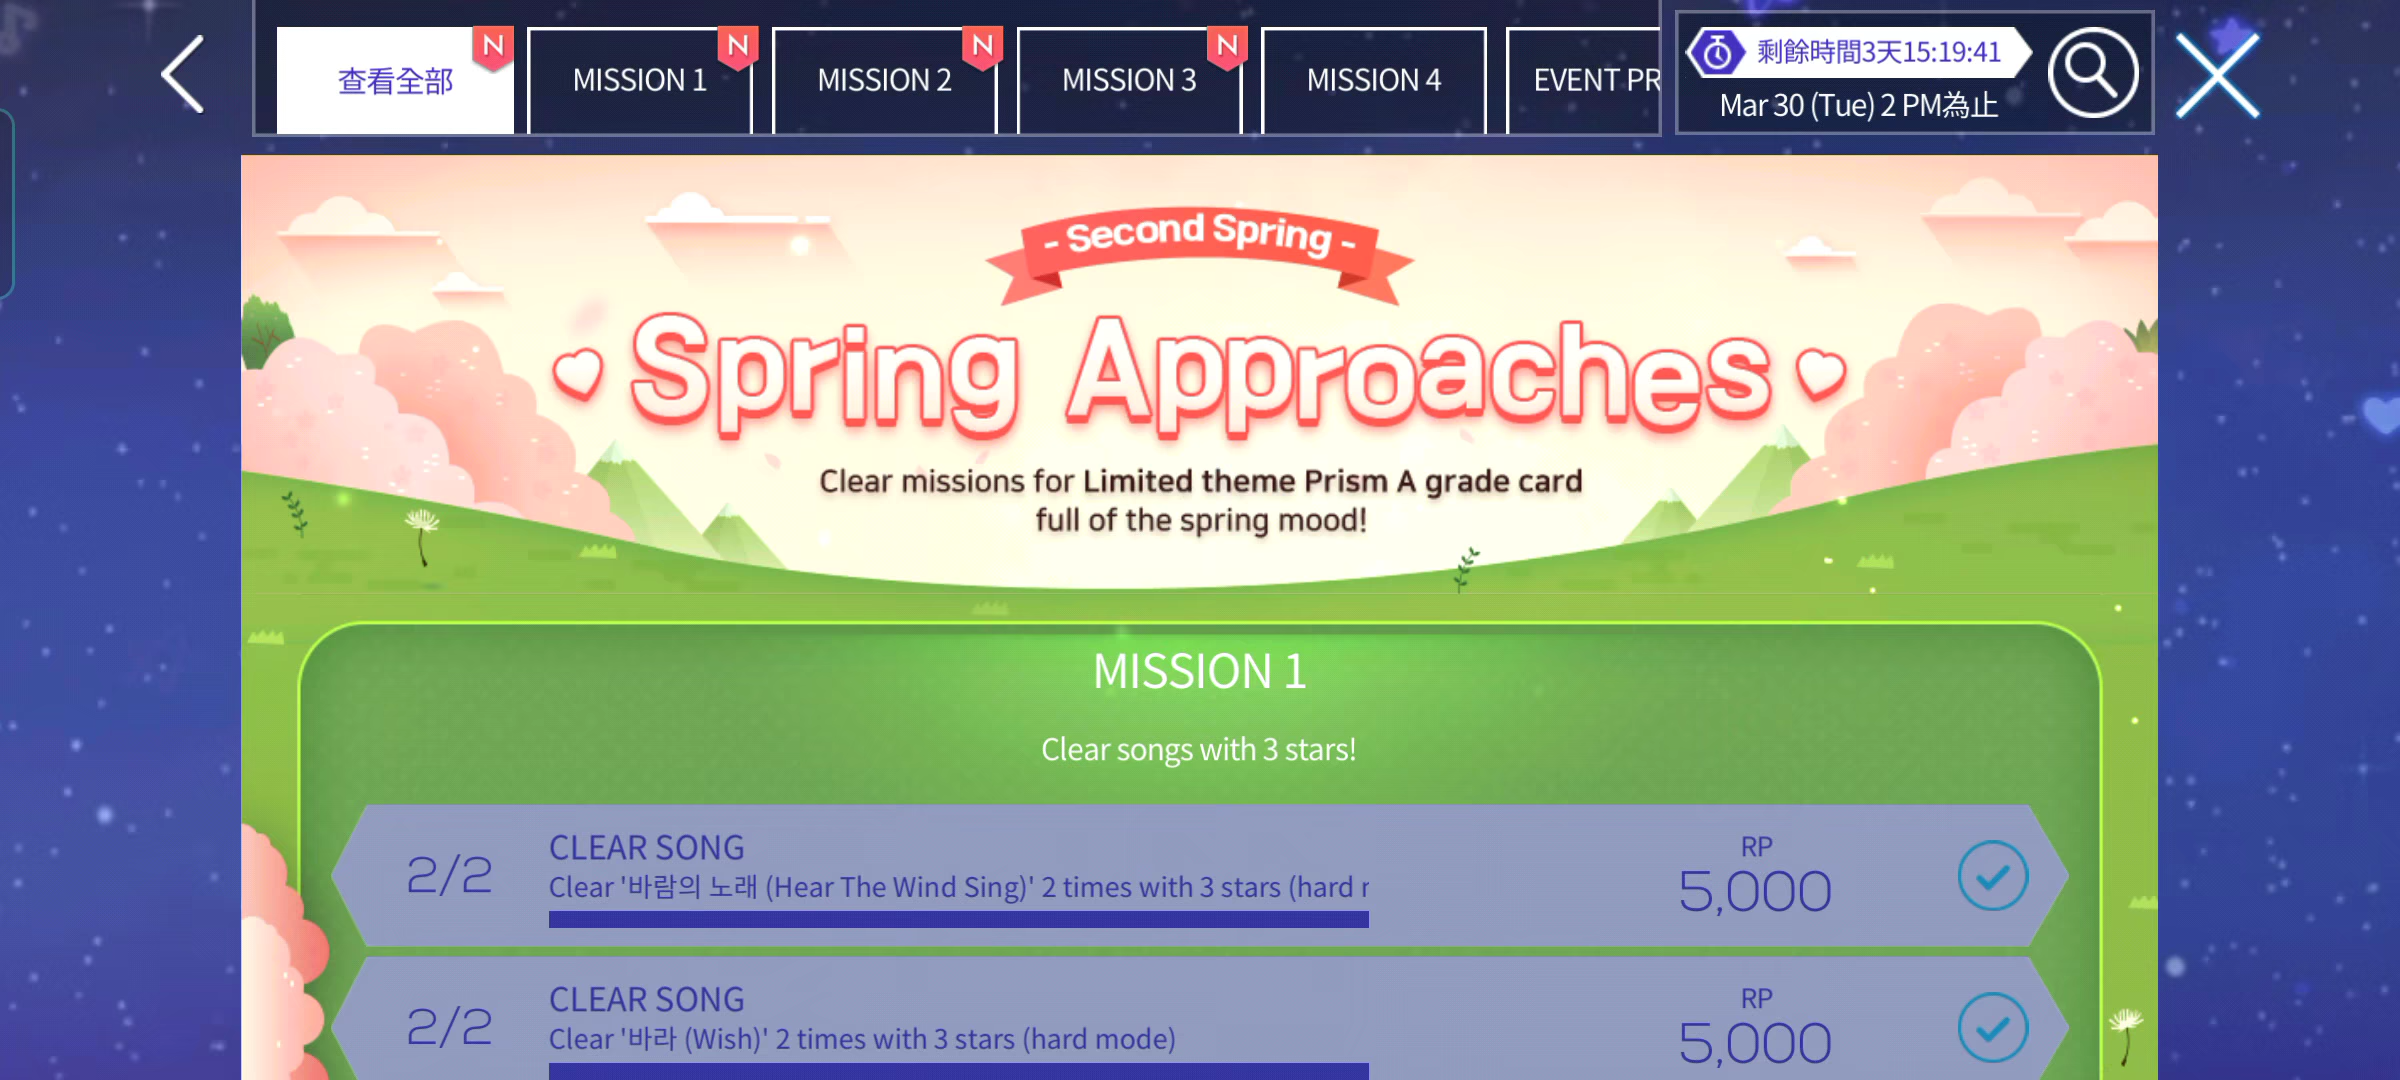 查看全部
N
MISSION 1
N
MISSION 2
N
MISSION 3
N
MISSION 4
EVENT PR
剩餘時間3天15:19:41
Mar 30 (Tue) 2 PM為止
- Second Spring -
Spring Approaches
Clear missions for Limited theme Prism A grade card
full of the spring mood!
MISSION 1
Clear songs with 3 stars!
2/2
CLEAR SONG
Clear '바람의 노래 (Hear The Wind Sing)' 2 times with 3 stars (hard
RP
5,000
2/2
CLEAR SONG
Clear '바라 (Wish)' 2 times with 3 stars (hard mode)
RP
5,000